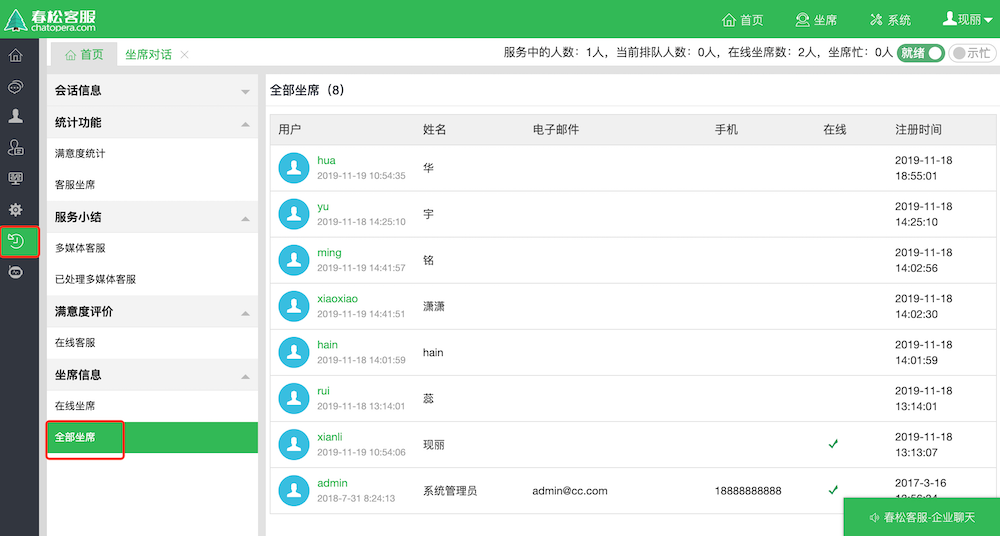 春松客服
chatopera.com
首页
坐席
系统
现丽
首页
坐席对话
服务中的人数：1人，当前排队人数：0人，在线坐席数：2人，坐席忙：0人
就绪
示忙
会话信息
统计功能
满意度统计
客服坐席
服务小结
多媒体客服
已处理多媒体客服
满意度评价
在线客服
坐席信息
在线坐席
全部坐席
全部坐席（8）
用户 姓名 电子邮件 手机 在线 注册时间
hua
2019-11-19 10:54:35
华
2019-11-18
18:55:01
yu
2019-11-18 14:25:10
宇
2019-11-18
14:25:10
ming
2019-11-19 14:41:57
铭
2019-11-18
14:02:56
xiaoxiao
2019-11-19 14:41:51
潇潇
2019-11-18
14:02:30
hain
2019-11-18 14:01:59
hain
2019-11-18
14:01:59
rui
2019-11-18 13:14:01
蕊
2019-11-18
13:14:01
xianli
2019-11-19 10:54:06
现丽
2019-11-18
13:13:07
admin
2018-7-31 8:24:13
系统管理员
admin@cc.com
18888888888
2017-3-16
春松客服-企业聊天